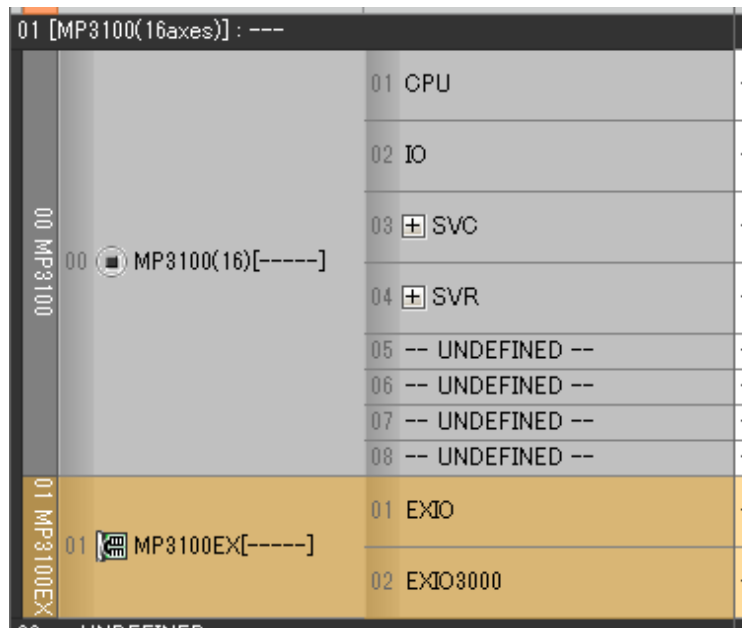 01 [MP3100(16axes)] : ---
00 MP3100
00 MP3100(16)[-----]
01 CPU
02 IO
03 + SVC
04 + SVR
05 -- UNDEFINED --
06 -- UNDEFINED --
07 -- UNDEFINED --
08 -- UNDEFINED --
01 MP3100EX
01 MP3100EX[-----]
01 EXIO
02 EXIO3000